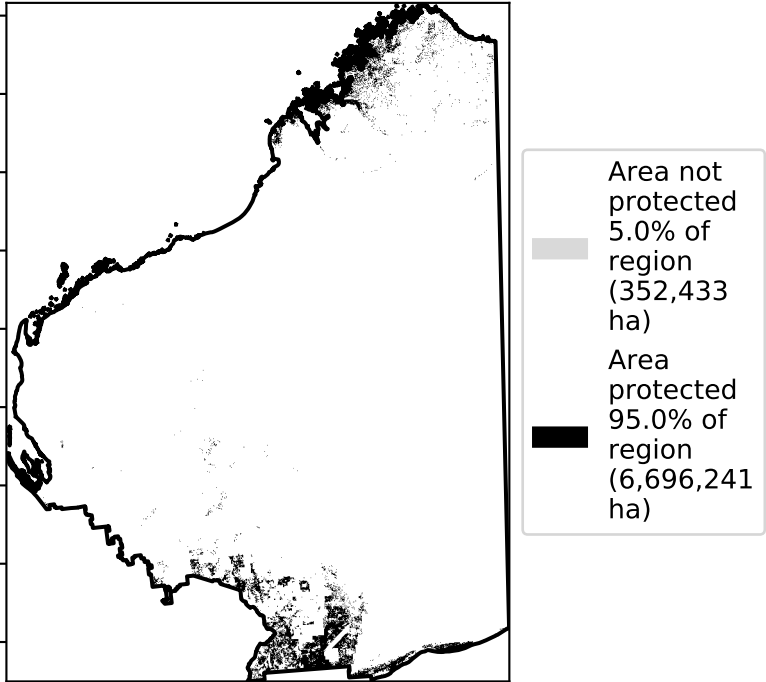 Area not
protected
5.0% of
region
(352,433
ha)
Area
protected
95.0% of
region
(6,696,241
ha)